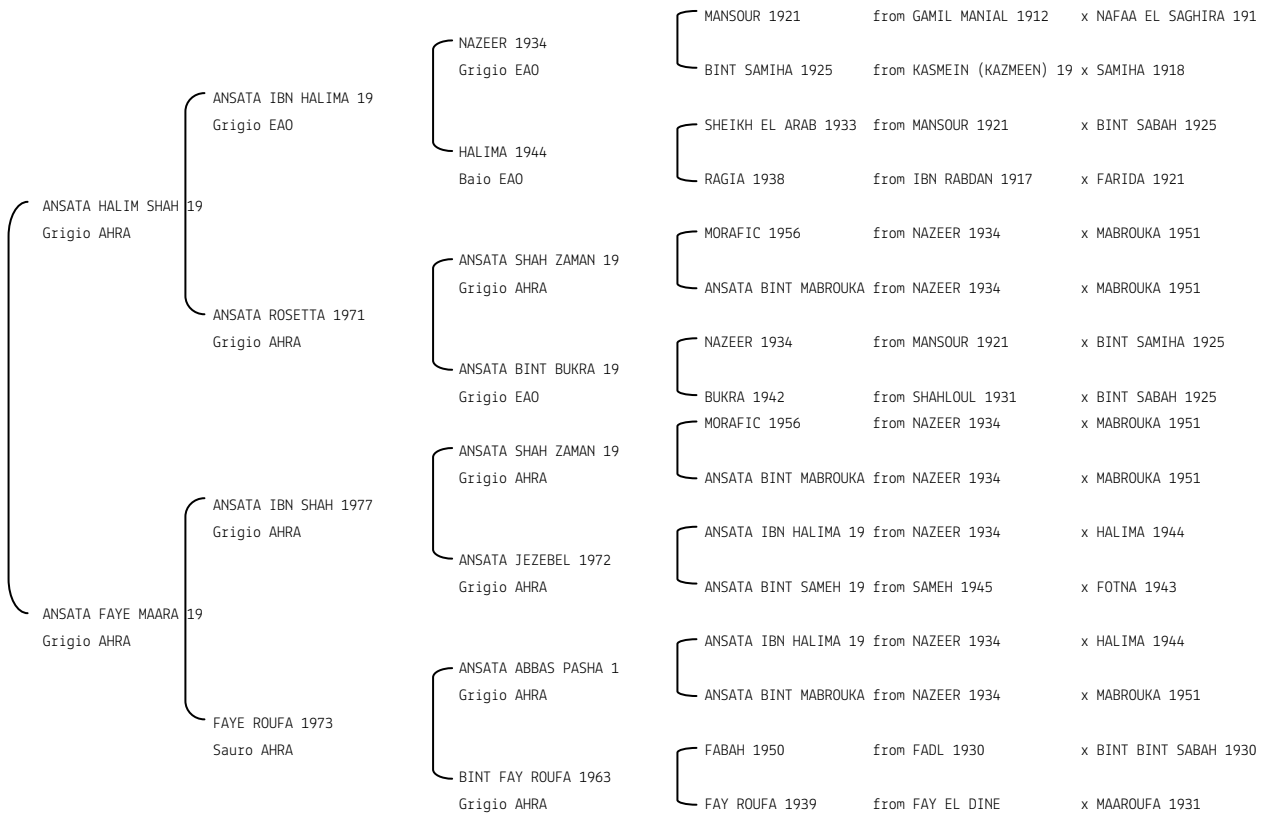 MANSOUR 1921 from GAMIL MANIAL 1912 x NAFAA EL SAGHIRA 191
NAZEER 1934
Grigio EAO BINT SAMIHA 1925 from KASMEIN (KAZMEEN) 19 x SAMIHA 1918
ANSATA IBN HALIMA 19
Grigio EAO SHEIKH EL ARAB 1933 from MANSOUR 1921 x BINT SABAH 1925
HALIMA 1944
Baio EAO RAGIA 1938 from IBN RABDAN 1917 x FARIDA 1921
ANSATA HALIM SHAH 19
Grigio AHRA MORAFIC 1956 from NAZEER 1934 x MABROUKA 1951
ANSATA SHAH ZAMAN 19
Grigio AHRA ANSATA BINT MABROUKA from NAZEER 1934 x MABROUKA 1951
ANSATA ROSETTA 1971
Grigio AHRA NAZEER 1934 from MANSOUR 1921 x BINT SAMIHA 1925
ANSATA BINT BUKRA 19
Grigio EAO BUKRA 1942 from SHAHLOUL 1931 x BINT SABAH 1925
MORAFIC 1956 from NAZEER 1934 x MABROUKA 1951
ANSATA SHAH ZAMAN 19
Grigio AHRA ANSATA BINT MABROUKA from NAZEER 1934 x MABROUKA 1951
ANSATA IBN SHAH 1977
Grigio AHRA ANSATA IBN HALIMA 19 from NAZEER 1934 x HALIMA 1944
ANSATA JEZEBEL 1972
Grigio AHRA ANSATA BINT SAMEH 19 from SAMEH 1945 x FOTNA 1943
ANSATA FAYE MAARA 19
Grigio AHRA ANSATA IBN HALIMA 19 from NAZEER 1934 x HALIMA 1944
ANSATA ABBAS PASHA 1
Grigio AHRA ANSATA BINT MABROUKA from NAZEER 1934 x MABROUKA 1951
FAYE ROUFA 1973
Sauro AHRA FABAH 1950 from FADL 1930 x BINT BINT SABAH 1930
BINT FAY ROUFA 1963
Grigio AHRA FAY ROUFA 1939 from FAY EL DINE x MAAROUFA 1931